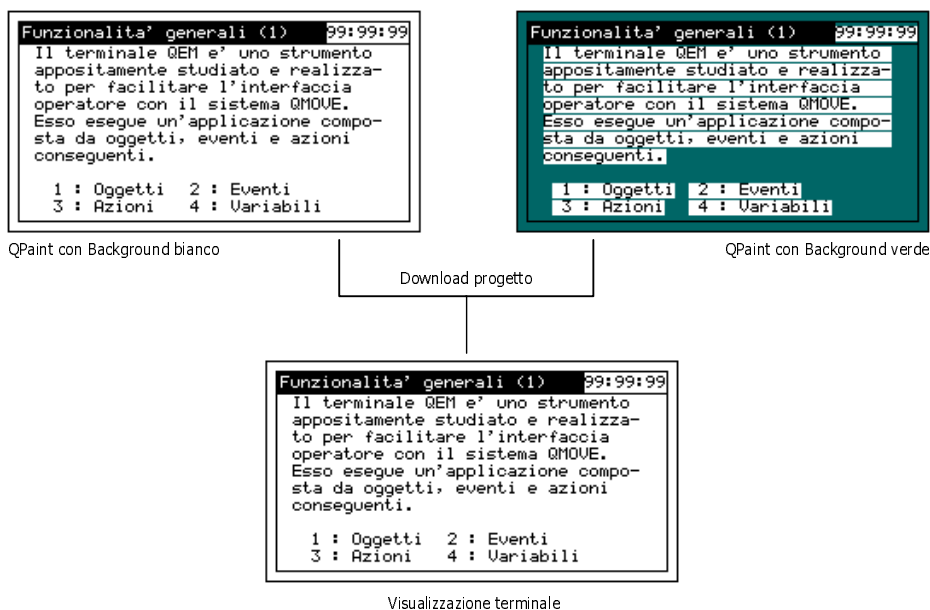 Funzionalita' generali (1) 99:99:99
Il terminale QEM e' uno strumento
appositamente studiato e realizza-
to per facilitare l'interfaccia
operatore con il sistema QMOVE.
Esso esegue un'applicazione compo-
sta da oggetti, eventi e azioni
conseguenti.
1 : Oggetti 2 : Eventi
3 : Azioni 4 : Variabili
QPaint con Background bianco
Funzionalita' generali (1) 99:99:99
Il terminale QEM e' uno strumento
appositamente studiato e realizza-
to per facilitare l'interfaccia
operatore con il sistema QMOVE.
Esso esegue un'applicazione compo-
sta da oggetti, eventi e azioni
conseguenti.
1 : Oggetti 2 : Eventi
3 : Azioni 4 : Variabili
QPaint con Background verde
Download progetto
Funzionalita' generali (1) 99:99:99
Il terminale QEM e' uno strumento
appositamente studiato e realizza-
to per facilitare l'interfaccia
operatore con il sistema QMOVE.
Esso esegue un'applicazione compo-
sta da oggetti, eventi e azioni
conseguenti.
1 : Oggetti 2 : Eventi
3 : Azioni 4 : Variabili
Visualizzazione terminale